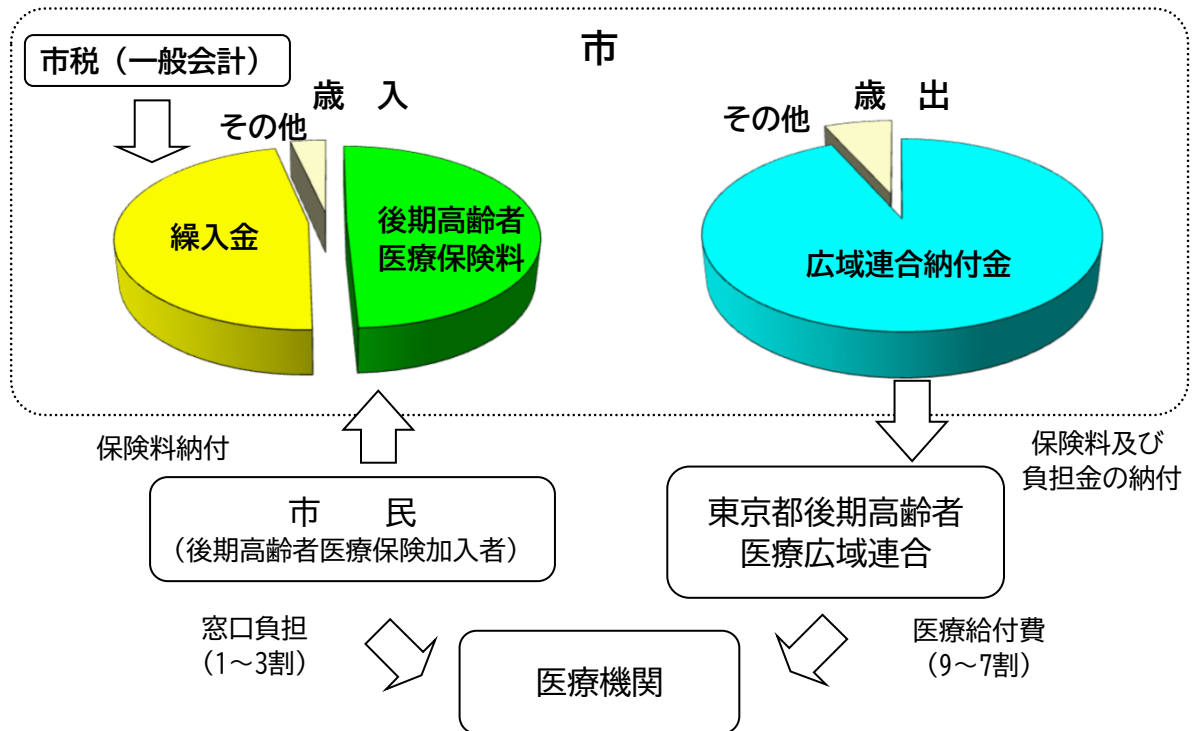 市
市税（一般会計）
歳　入
その他
繰入金
後期高齢者
医療保険料
歳　出
その他
広域連合納付金
保険料納付
保険料及び
負担金の納付
市　　民
（後期高齢者医療保険加入者）
東京都後期高齢者
医療広域連合
窓口負担
（1～3割）
医療給付費
（9～7割）
医療機関